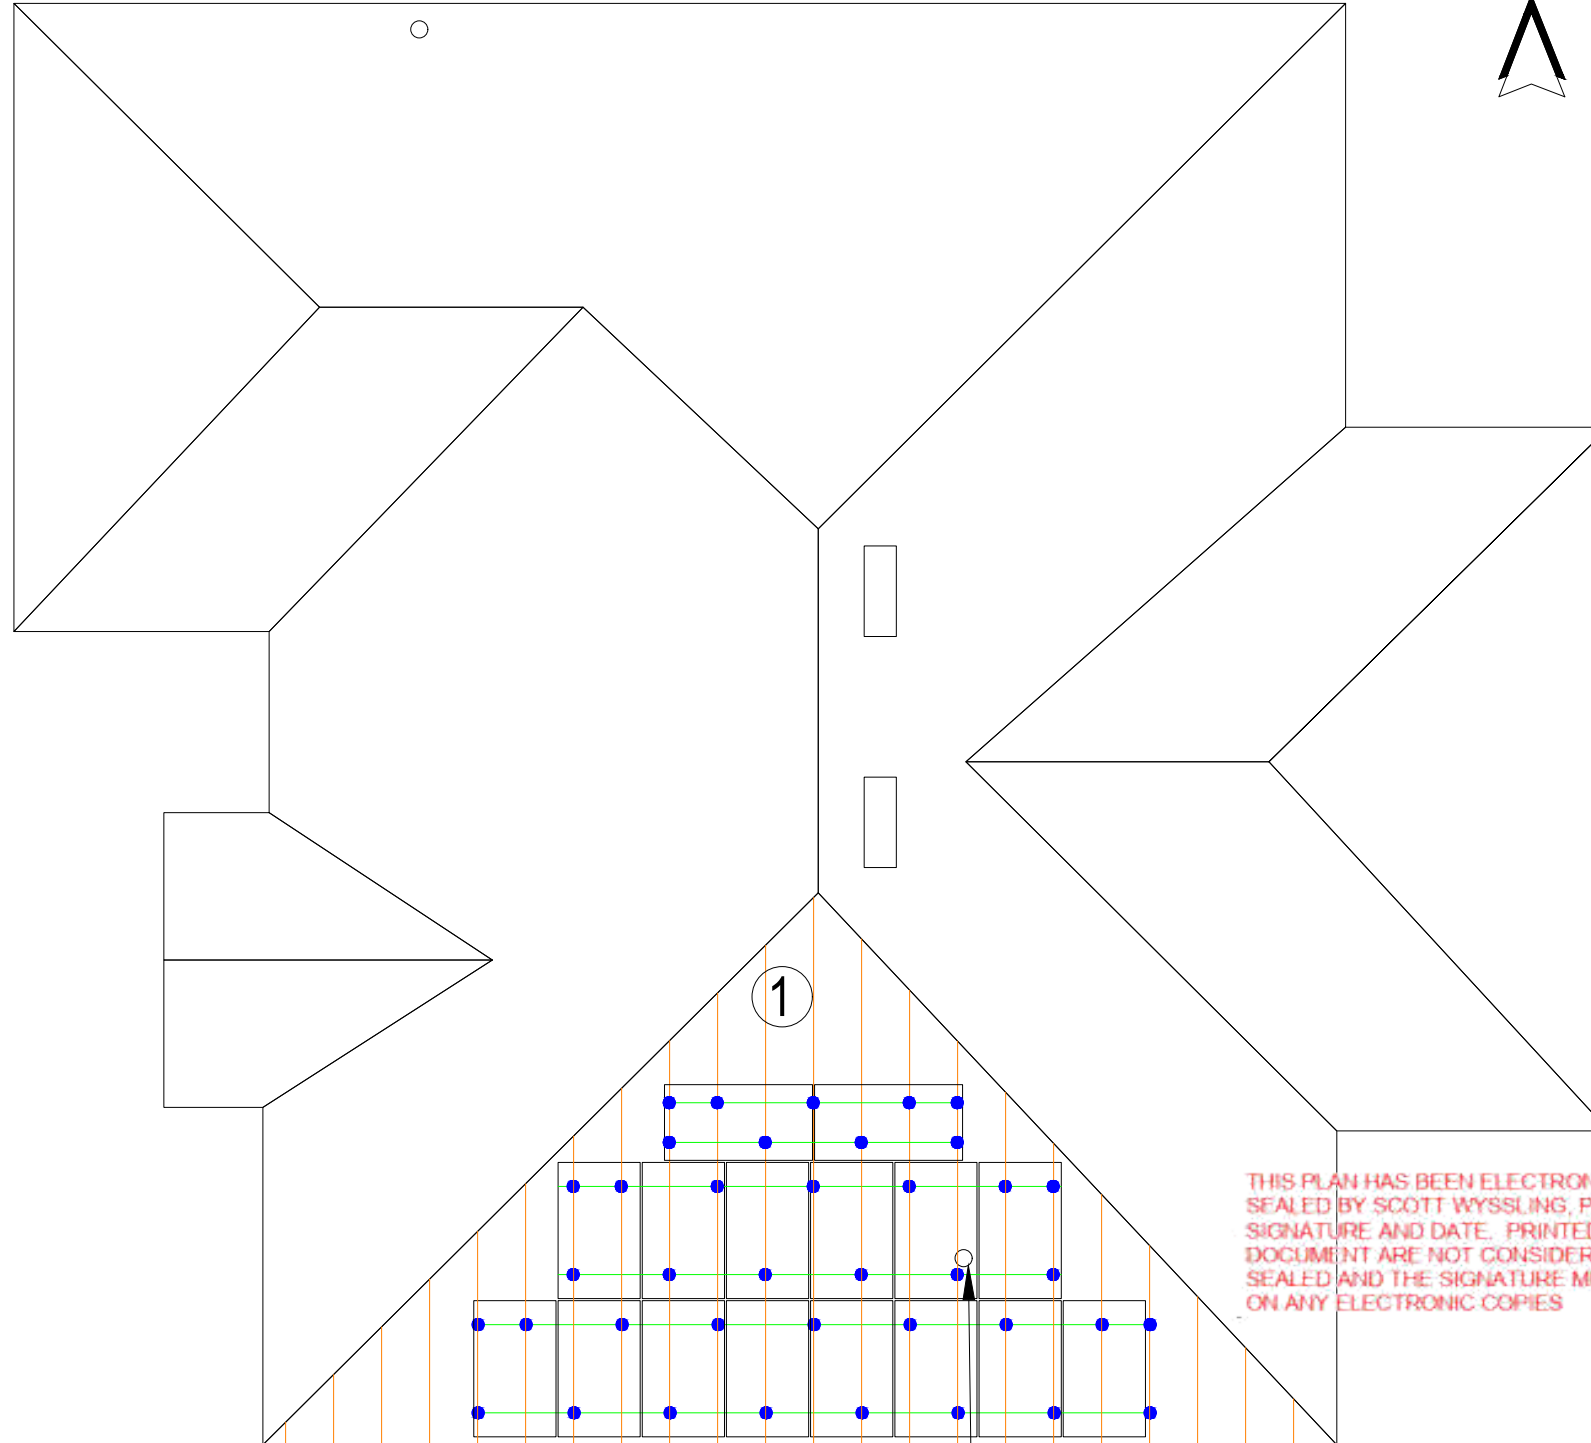 1
THIS PLAN HAS BEEN ELECTRON
SEALED BY SCOTT WYSSLING, P
SIGNATURE AND DATE. PRINTED
DOCUMENT ARE NOT CONSIDER
SEALED AND THE SIGNATURE M
ON ANY ELECTRONIC COPIES